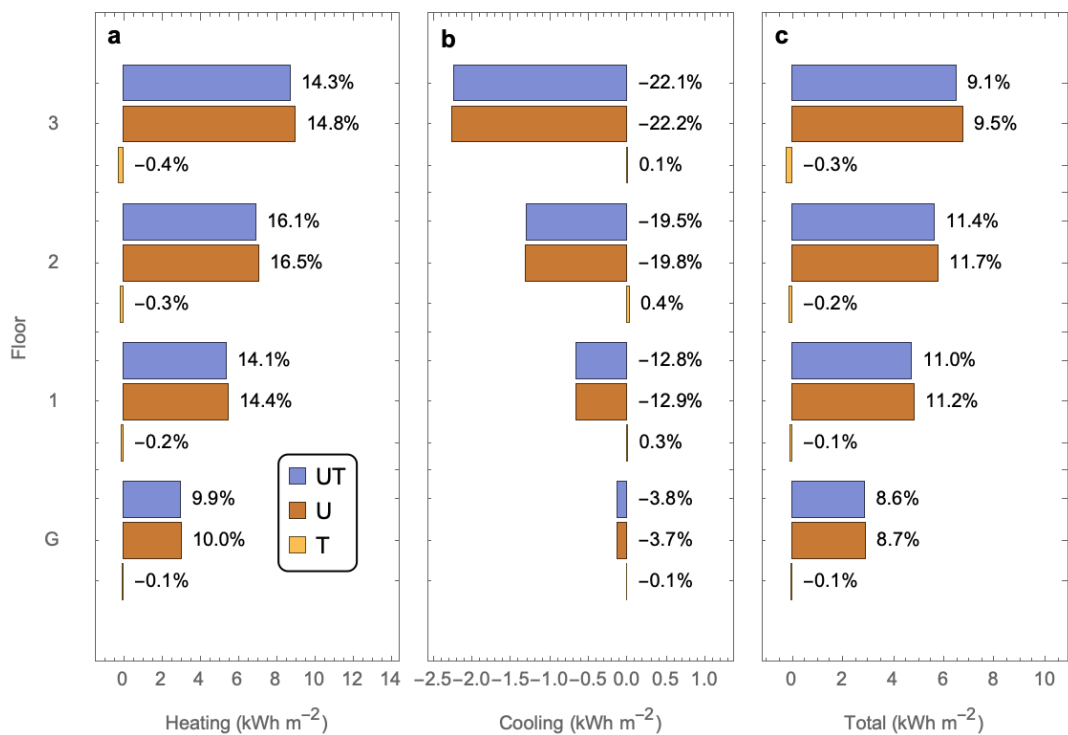 a
14.3%
14.8%
−0.4%
16.1%
16.5%
−0.3%
14.1%
14.4%
−0.2%
9.9%
10.0%
−0.1%
3
2
1
G
Floor
UT
U
T
0 2 4 6 8 10 12 14
Heating (kWh m⁻²)
b
−22.1%
−22.2%
0.1%
−19.5%
−19.8%
0.4%
−12.8%
−12.9%
0.3%
−3.8%
−3.7%
−0.1%
−2.5 −2.0 −1.5 −1.0 −0.5 0.0 0.5 1.0
Cooling (kWh m⁻²)
c
9.1%
9.5%
−0.3%
11.4%
11.7%
−0.2%
11.0%
11.2%
−0.1%
8.6%
8.7%
−0.1%
0 2 4 6 8 10
Total (kWh m⁻²)